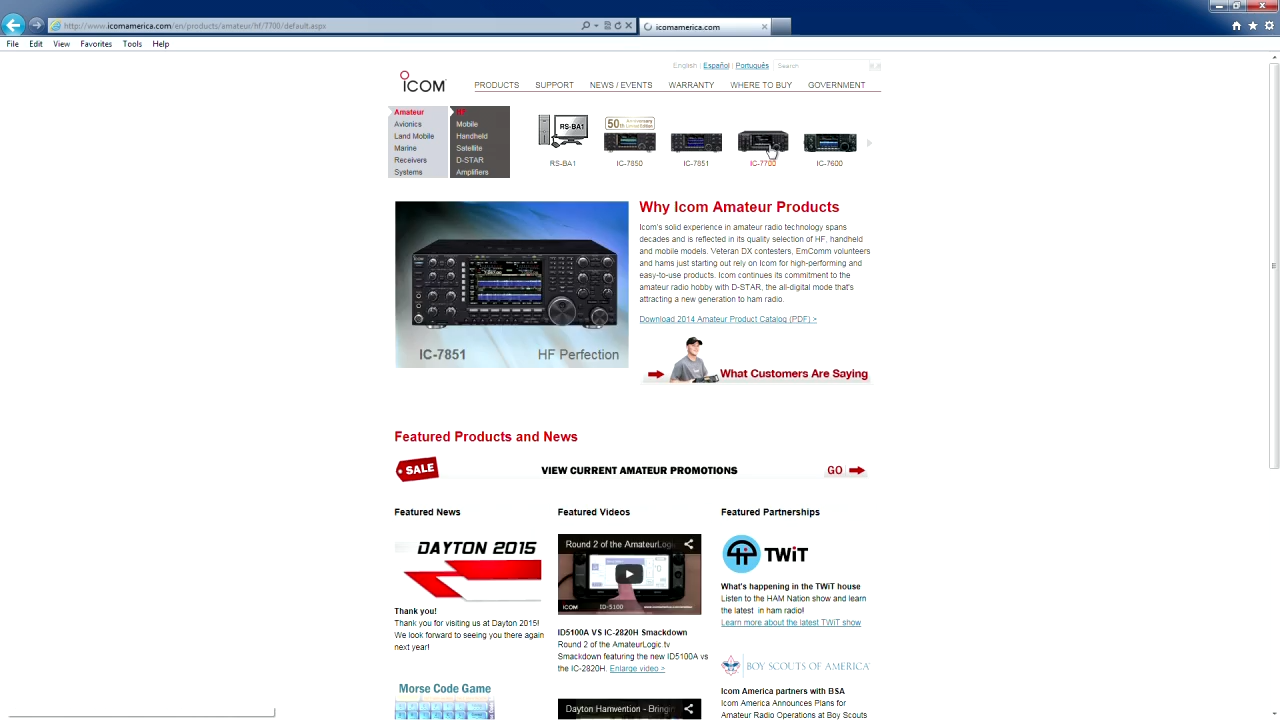 http://www.icomamerica.com/en/products/amateur/hf/7700/default.aspx
icomamerica.com
File Edit View Favorites Tools Help
English | Español | Português Search
ICOM
PRODUCTS SUPPORT NEWS / EVENTS WARRANTY WHERE TO BUY GOVERNMENT
Amateur
Avionics
Land Mobile
Marine
Receivers
Systems
HF
Mobile
Handheld
Satellite
D-STAR
Amplifiers
RS-BA1
50th Anniversary
Limited Edition
RS-BA1 IC-7850 IC-7851 IC-7700 IC-7600
IC-7851 HF Perfection
Why Icom Amateur Products
Icom's solid experience in amateur radio technology spans
decades and is reflected in its quality selection of HF, handheld
and mobile models. Veteran DX contesters, EmComm volunteers
and hams just starting out rely on Icom for high-performing and
easy-to-use products. Icom continues its commitment to the
amateur radio hobby with D-STAR, the all-digital mode that's
attracting a new generation to ham radio.
Download 2014 Amateur Product Catalog (PDF) >
What Customers Are Saying
Featured Products and News
SALE VIEW CURRENT AMATEUR PROMOTIONS GO
Featured News
DAYTON 2015
Thank you!
Thank you for visiting us at Dayton 2015!
We look forward to seeing you there again
next year!
Morse Code Game
Featured Videos
Round 2 of the AmateurLogic
ICOM ID-5100
ID5100A VS IC-2820H Smackdown
Round 2 of the AmateurLogic tv
Smackdown featuring the new ID5100A vs
the IC-2820H. Enlarge video >
Dayton Hamvention - Bringin
Featured Partnerships
TWiT
What's happening in the TWiT house
Listen to the HAM Nation show and learn
the latest in ham radio!
Learn more about the latest TWiT show
BOY SCOUTS OF AMERICA
Icom America partners with BSA
Icom America Announces Plans for
Amateur Radio Operations at Boy Scouts